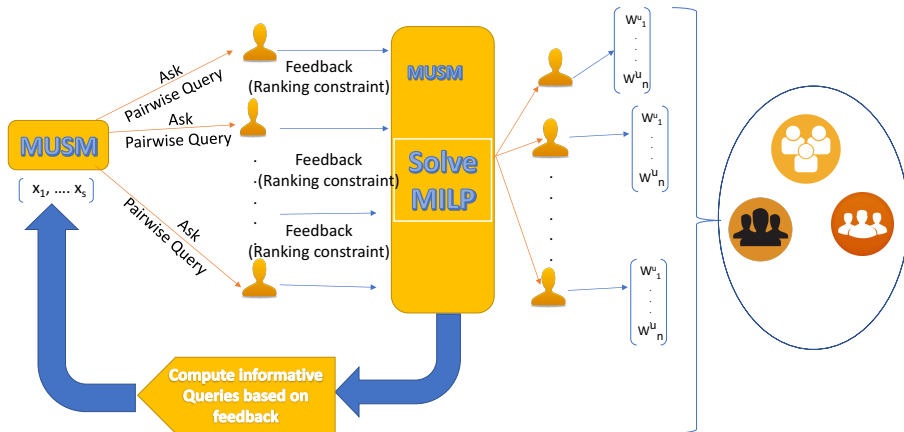 MUSM
[ x₁, .... xₛ ]
Ask
Pairwise Query
Ask
Pairwise Query
Ask
Pairwise Query
Feedback
(Ranking constraint)
Feedback
(Ranking constraint)
Feedback
(Ranking constraint)
MUSM
Solve
MILP
Wᵘ₁
Wᵘₙ
Wᵘ₁
Wᵘₙ
Wᵘ₁
Wᵘₙ
Compute informative
Queries based on
feedback